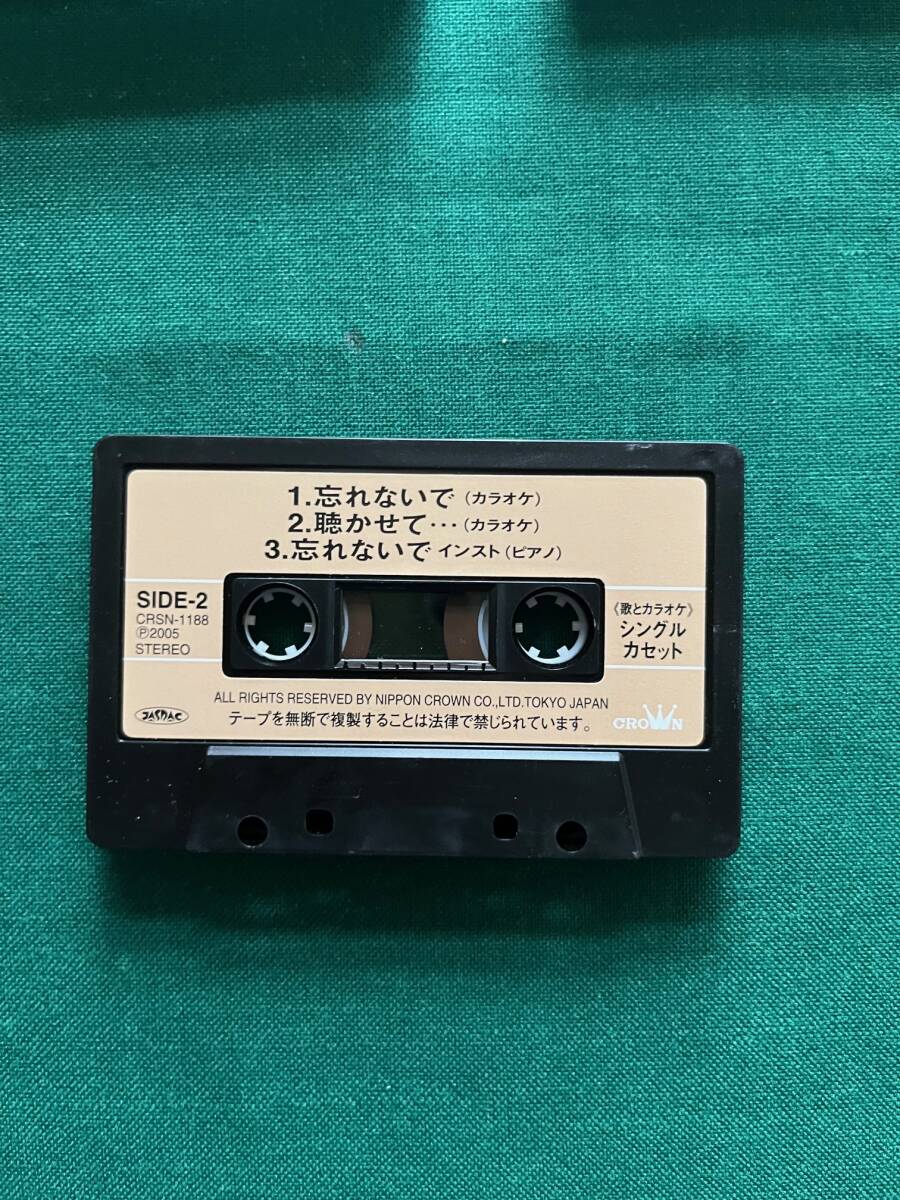 1.忘れないで(カラオケ)
2.聴かせて…(カラオケ)
3.忘れないで インスト(ピアノ)
SIDE-2
CRSN-1188
Ⓟ2005
STEREO
《歌とカラオケ》
シングル
カセット
ALL RIGHTS RESERVED BY NIPPON CROWN CO.,LTD.TOKYO JAPAN
テープを無断で複製することは法律で禁じられています。
JASRAC
CROWN